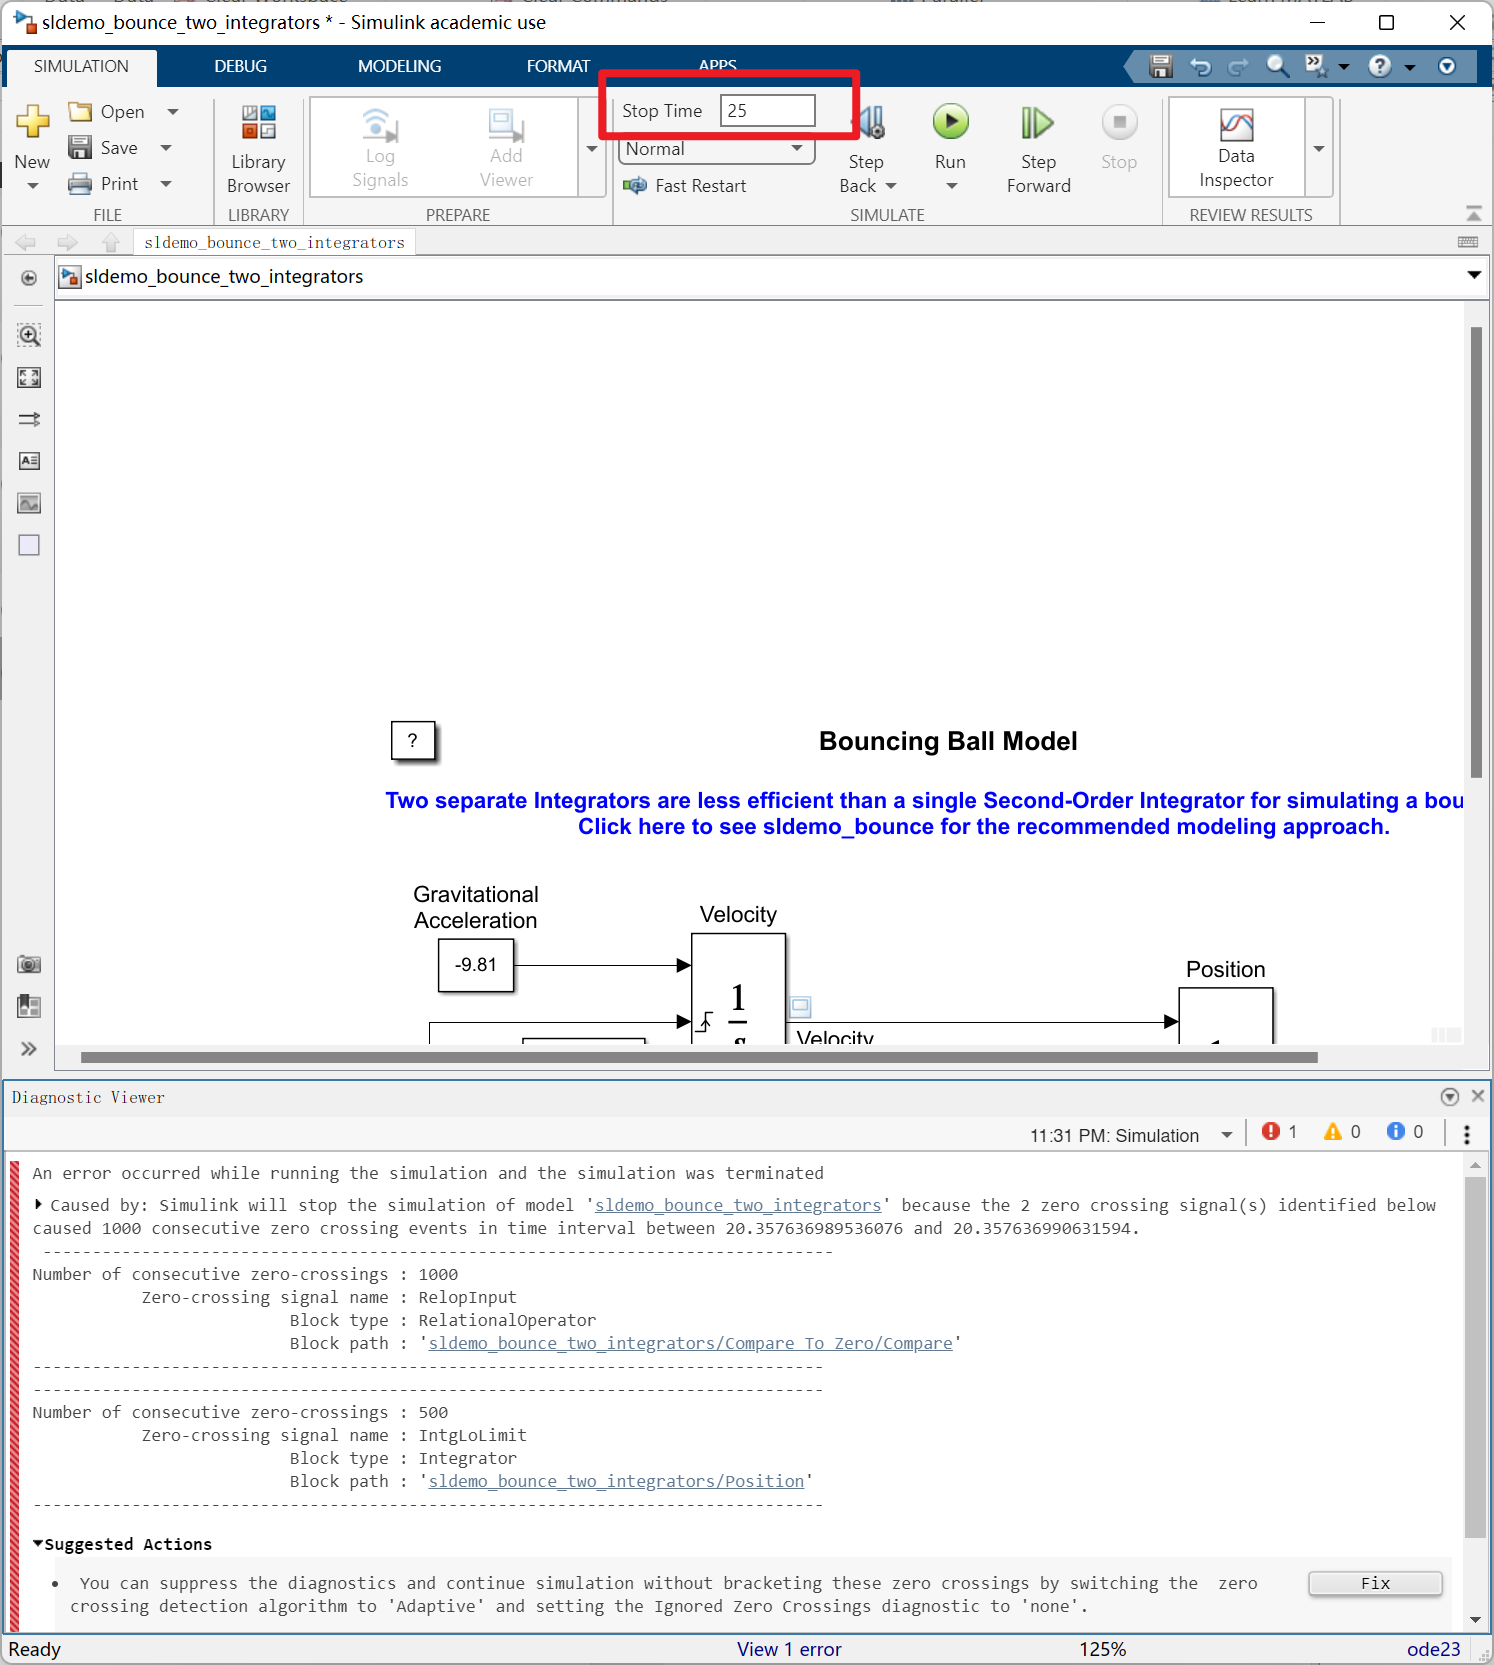 sldemo_bounce_two_integrators * - Simulink academic use
SIMULATION DEBUG MODELING FORMAT APPS
New
Open
Save
Print
FILE
Library
Browser
LIBRARY
Log
Signals
Add
Viewer
PREPARE
Stop Time 25
Normal
Fast Restart
Step
Back
Run
Step
Forward
Stop
SIMULATE
Data
Inspector
REVIEW RESULTS
sldemo_bounce_two_integrators
sldemo_bounce_two_integrators
?
Bouncing Ball Model
Two separate Integrators are less efficient than a single Second-Order Integrator for simulating a bou
Click here to see sldemo_bounce for the recommended modeling approach.
Gravitational
Acceleration
-9.81
Velocity
1
s
Velocity
Position
Diagnostic Viewer
11:31 PM: Simulation 1 0 0
An error occurred while running the simulation and the simulation was terminated
Caused by: Simulink will stop the simulation of model 'sldemo_bounce_two_integrators' because the 2 zero crossing signal(s) identified below
caused 1000 consecutive zero crossing events in time interval between 20.357636989536076 and 20.357636990631594.
--------------------------------------------------------------------------------
Number of consecutive zero-crossings : 1000
Zero-crossing signal name : RelopInput
Block type : RelationalOperator
Block path : 'sldemo_bounce_two_integrators/Compare To Zero/Compare'
--------------------------------------------------------------------------------
--------------------------------------------------------------------------------
Number of consecutive zero-crossings : 500
Zero-crossing signal name : IntgLoLimit
Block type : Integrator
Block path : 'sldemo_bounce_two_integrators/Position'
--------------------------------------------------------------------------------
Suggested Actions
• You can suppress the diagnostics and continue simulation without bracketing these zero crossings by switching the zero
crossing detection algorithm to 'Adaptive' and setting the Ignored Zero Crossings diagnostic to 'none'.
Fix
Ready View 1 error 125% ode23